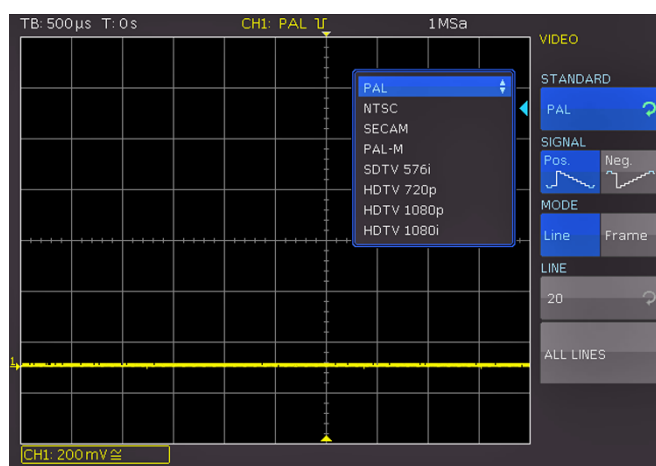 TB: 500µs T: 0s CH1: PAL 1MSa
VIDEO
STANDARD
PAL
SIGNAL
Pos. Neg.
MODE
Line Frame
LINE
20
ALL LINES
PAL
NTSC
SECAM
PAL-M
SDTV 576i
HDTV 720p
HDTV 1080p
HDTV 1080i
1
CH1: 200mV≅